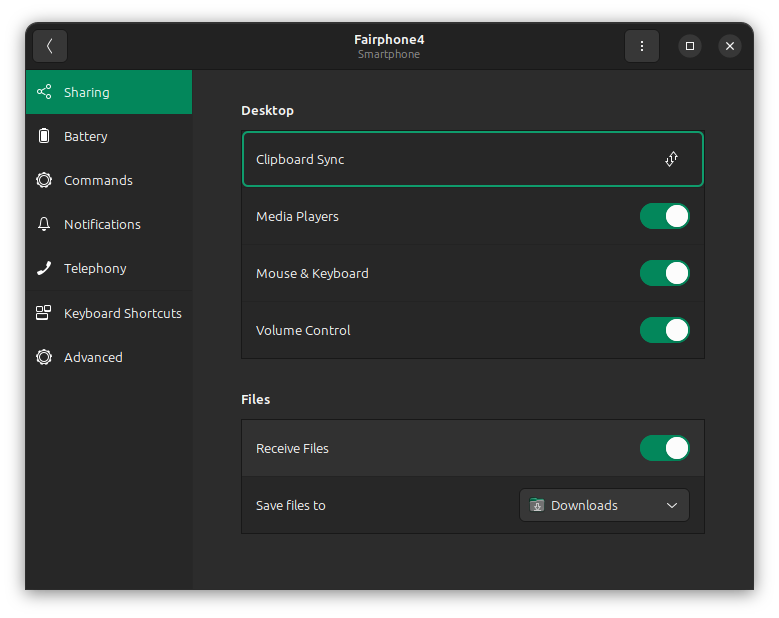 Fairphone4
Smartphone
Sharing
Battery
Commands
Notifications
Telephony
Keyboard Shortcuts
Advanced
Desktop
Clipboard Sync
Media Players
Mouse & Keyboard
Volume Control
Files
Receive Files
Save files to
Downloads